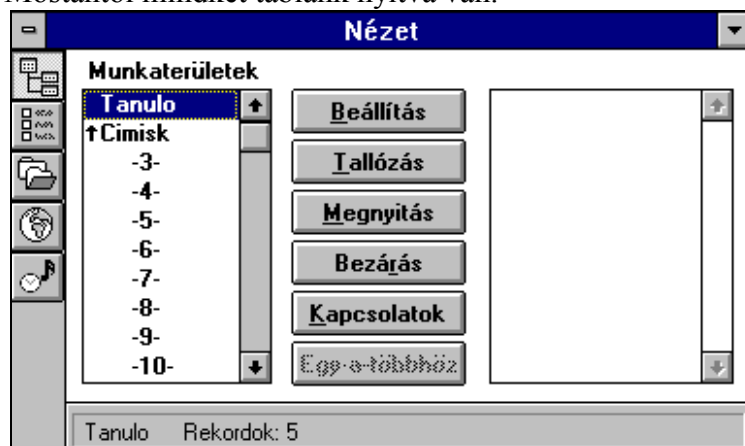 Mostantól mindkét táblánk nyitva van.
Nézet
Munkaterületek
Tanulo
↑Cimisk
-3-
-4-
-5-
-6-
-7-
-8-
-9-
-10-
Beállítás
Tallózás
Megnyitás
Bezárás
Kapcsolatok
Egy-a-többhöz
Tanulo Rekordok: 5